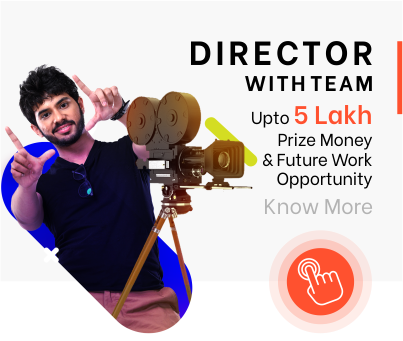 DIRECTOR
WITH TEAM
Upto 5 Lakh
Prize Money
& Future Work
Opportunity
Know More